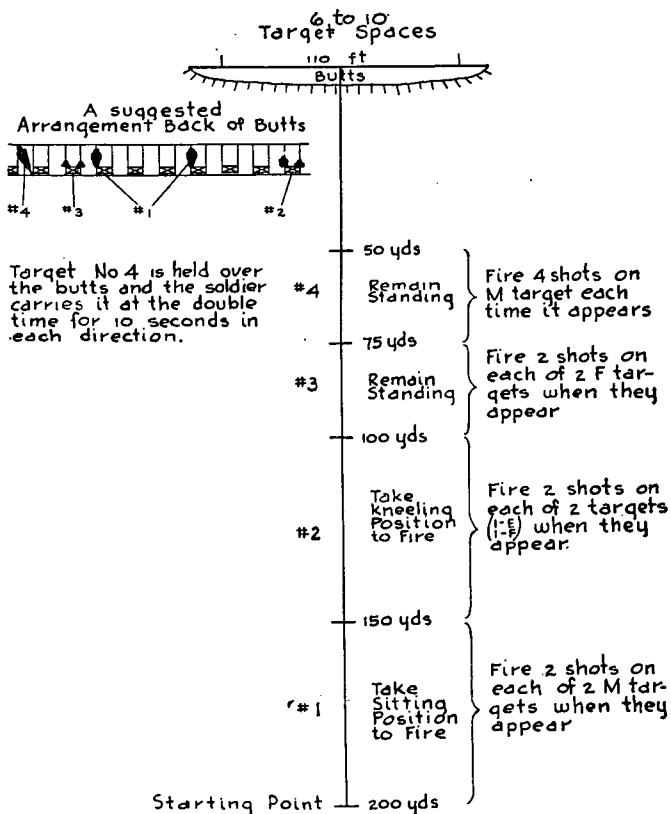 6 to 10
Target Spaces
110 ft
Butts
A suggested
Arrangement Back of Butts
#4
#3
#1
#2
Target No 4 is held over
the butts and the soldier
carries it at the double
time for 10 seconds in
each direction.
50 yds
#4
Remain
Standing
Fire 4 shots on
M target each
time it appears
75 yds
#3
Remain
Standing
Fire 2 shots on
each of 2 F tar-
gets when they
appear
100 yds
#2
Take
kneeling
Position
to Fire
Fire 2 shots on
each of 2 targets
(1-E
1-F) when they
appear.
150 yds
#1
Take
Sitting
Position
to Fire
Fire 2 shots on
each of 2 M tar-
gets when they
appear
Starting Point
200 yds